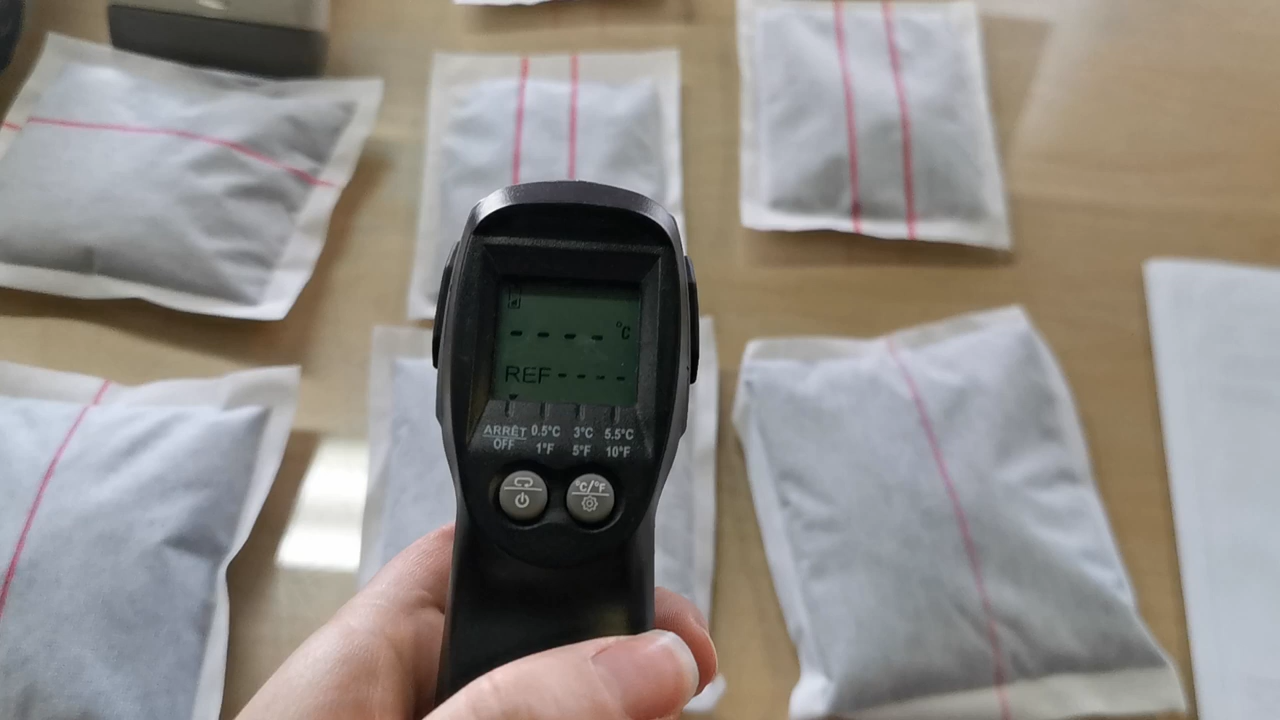 - - - - °C
REF - - - -
ARRÊT 0.5°C 3°C 5.5°C
OFF 1°F 5°F 10°F
°C/°F